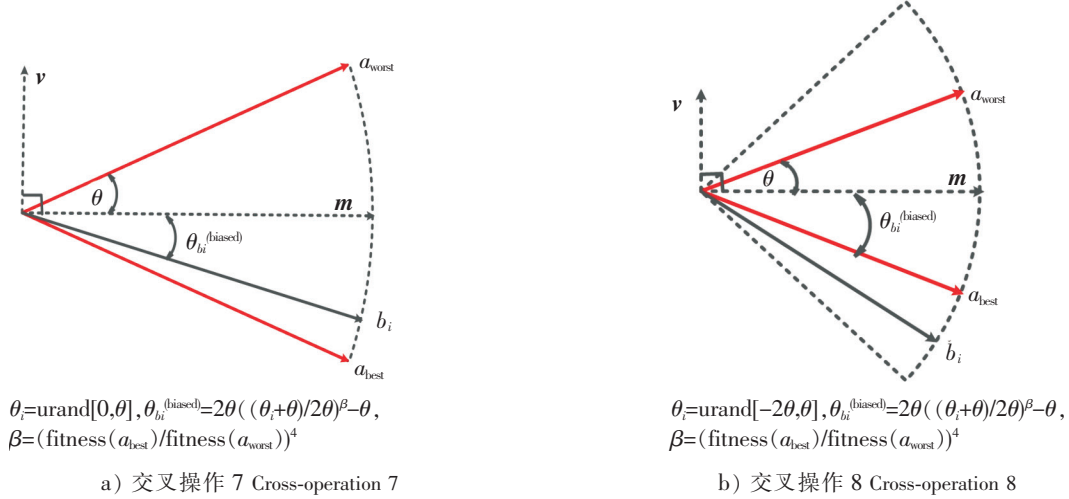 v
a_worst
θ
m
θ_bi^(biased)
b_i
a_best
θ_i=urand[0,θ],θ_bi^(biased)=2θ((θ_i+θ)/2θ)^β−θ,
β=(fitness(a_best)/fitness(a_worst))^4
a) 交叉操作 7 Cross-operation 7
v
a_worst
θ
m
θ_bi^(biased)
a_best
b_i
θ_i=urand[−2θ,θ],θ_bi^(biased)=2θ((θ_i+θ)/2θ)^β−θ,
β=(fitness(a_best)/fitness(a_worst))^4
b) 交叉操作 8 Cross-operation 8